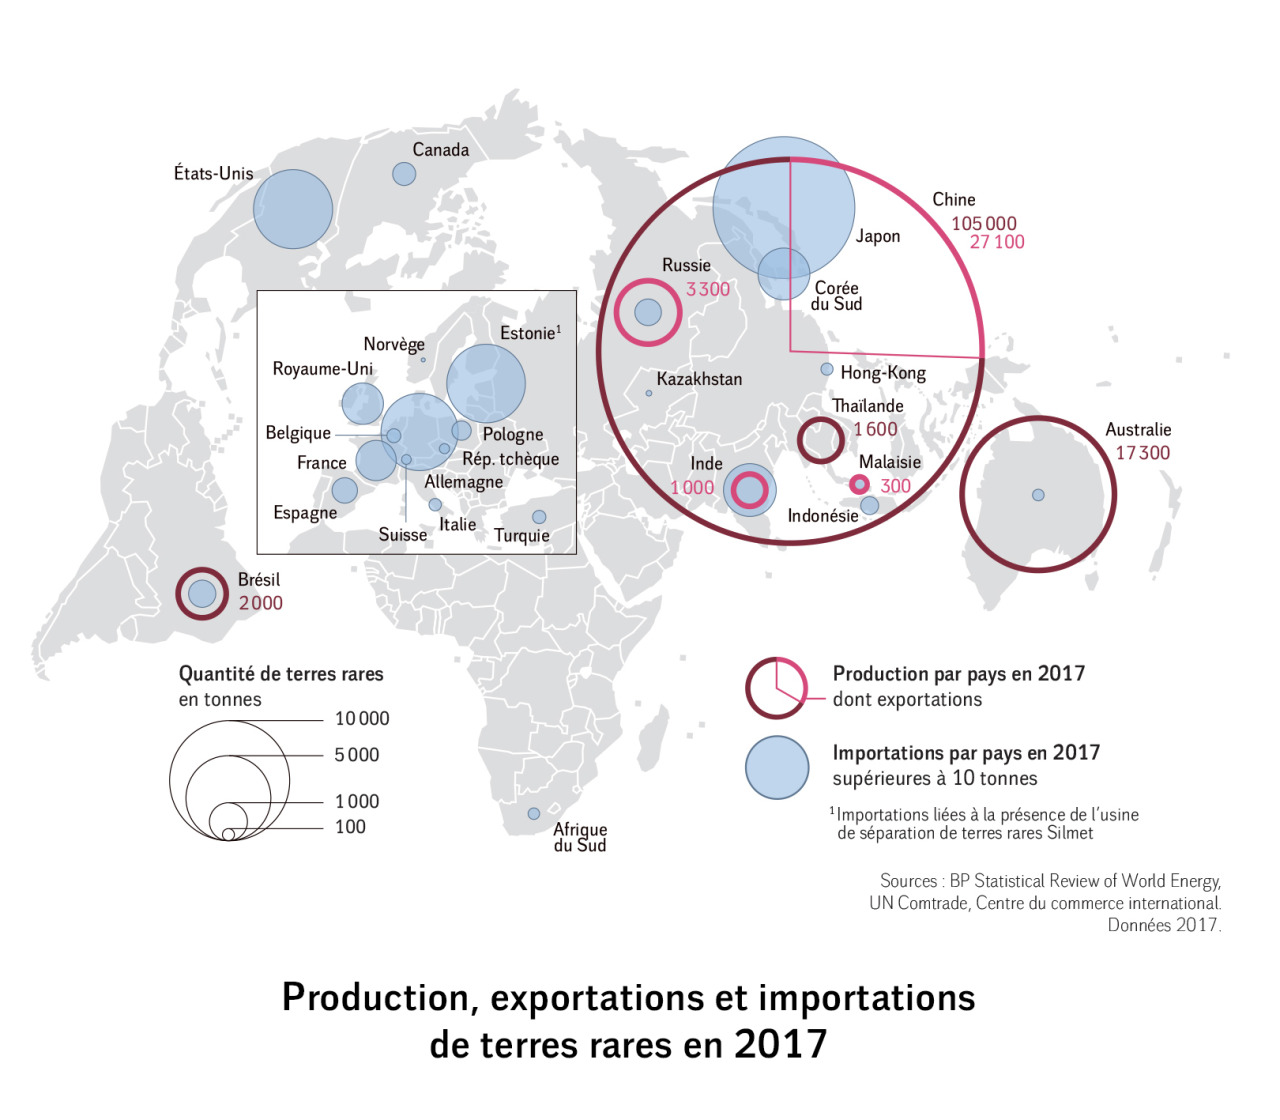 Canada
États-Unis
Chine
105 000
27 100
Japon
Russie
3 300
Corée
du Sud
Estonie¹
Norvège
Royaume-Uni
Kazakhstan
Hong-Kong
Thaïlande
1 600
Belgique
Pologne
Australie
17 300
France
Rép. tchèque
Inde
1 000
Malaisie
300
Allemagne
Espagne
Indonésie
Italie
Suisse
Turquie
Brésil
2 000
Quantité de terres rares
en tonnes
10 000
5 000
1 000
100
Production par pays en 2017
dont exportations
Importations par pays en 2017
supérieures à 10 tonnes
¹ Importations liées à la présence de l'usine
de séparation de terres rares Silmet
Afrique
du Sud
Sources : BP Statistical Review of World Energy,
UN Comtrade, Centre du commerce international.
Données 2017.
Production, exportations et importations
de terres rares en 2017